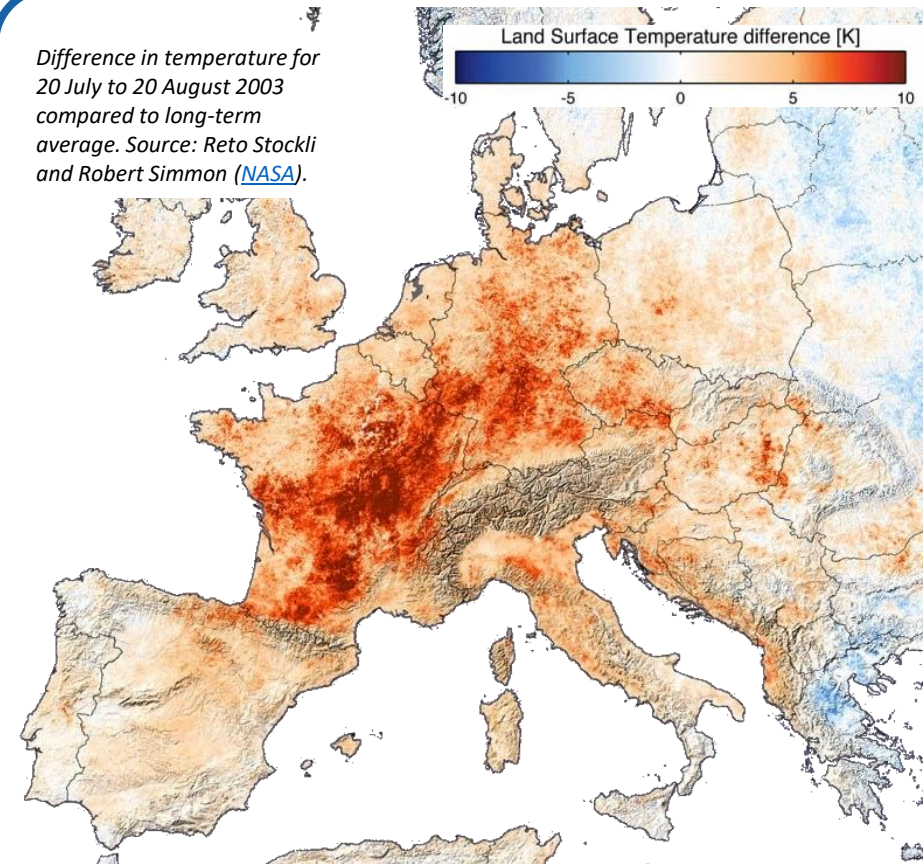 Difference in temperature for
20 July to 20 August 2003
compared to long-term
average. Source: Reto Stockli
and Robert Simmon (NASA).
Land Surface Temperature difference [K]
-10 -5 0 5 10